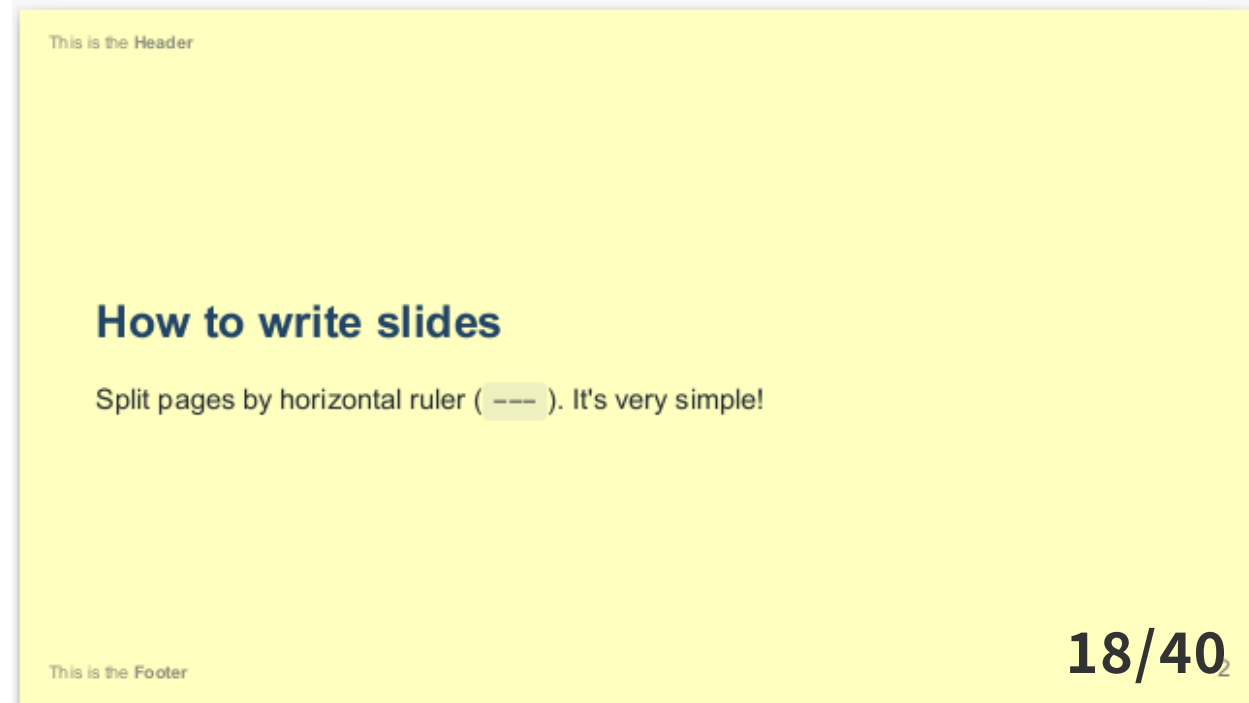 This is the Header
How to write slides
Split pages by horizontal ruler ( --- ). It's very simple!
This is the Footer
18/40
2